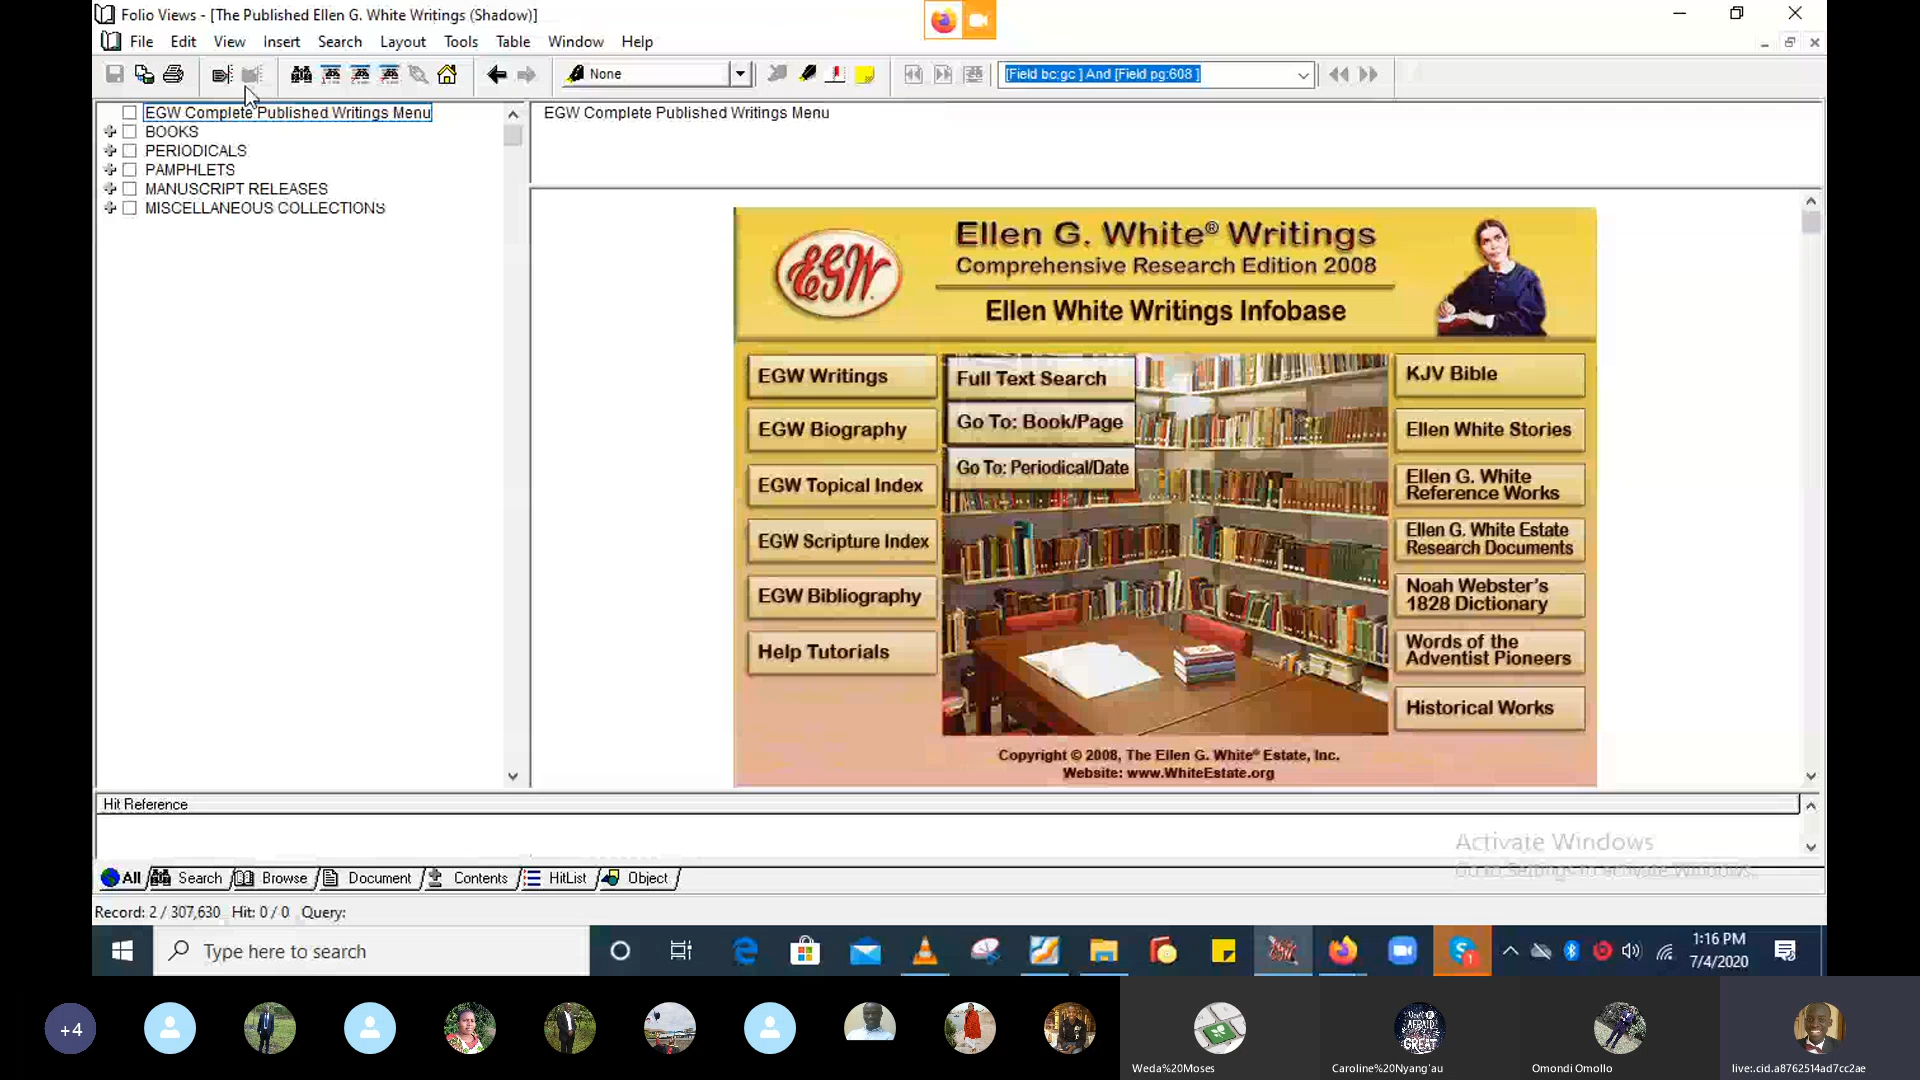 Folio Views - [The Published Ellen G. White Writings (Shadow)]
File Edit View Insert Search Layout Tools Table Window Help
None
[Field bc:gc ] And [Field pg:608 ]
EGW Complete Published Writings Menu
BOOKS
PERIODICALS
PAMPHLETS
MANUSCRIPT RELEASES
MISCELLANEOUS COLLECTIONS
EGW Complete Published Writings Menu
EGW
Ellen G. White® Writings
Comprehensive Research Edition 2008
Ellen White Writings Infobase
EGW Writings
EGW Biography
EGW Topical Index
EGW Scripture Index
EGW Bibliography
Help Tutorials
Full Text Search
Go To: Book/Page
Go To: Periodical/Date
KJV Bible
Ellen White Stories
Ellen G. White
Reference Works
Ellen G. White Estate
Research Documents
Noah Webster's
1828 Dictionary
Words of the
Adventist Pioneers
Historical Works
Copyright © 2008, The Ellen G. White® Estate, Inc.
Website: www.WhiteEstate.org
Hit Reference
Activate Windows
Go to Settings to activate Windows.
All Search Browse Document Contents HitList Object
Record: 2 / 307,630 Hit: 0 / 0 Query:
Type here to search
1
1:16 PM
7/4/2020
+4
Weda%20Moses
Caroline%20Nyang'au
Omondi Omollo
live:.cid.a8762514ad7cc2ae